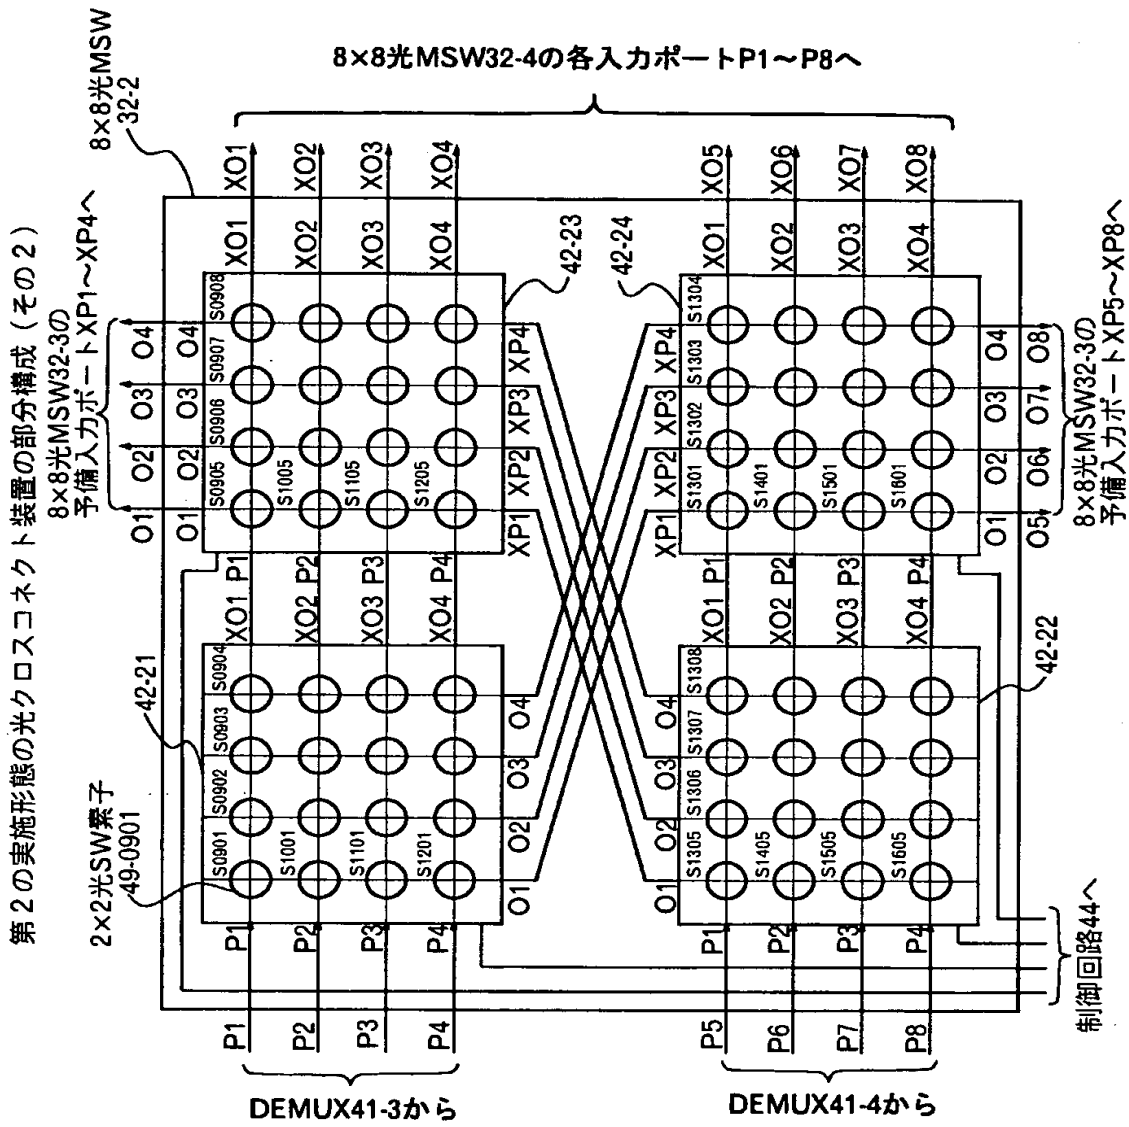 第2の実施形態の光クロスコネクト装置の部分構成(その2)
8×8光MSW
32-2
8×8光MSW32-4の各入力ポートP1~P8へ
8×8光MSW32-3の
予備入力ポートXP1~XP4へ
O1 O2 O3 O4
O1 O2 O3 O4
2×2光SW素子
49-0901
42-21
42-23
S0901 S0902 S0903 S0904
S1001
S1101
S1201
S0905 S0906 S0907 S0908
S1005
S1105
S1205
P1 P1 XO1 P1 XO1 XO1
P2 P2 XO2 P2 XO2 XO2
P3 P3 XO3 P3 XO3 XO3
P4 P4 XO4 P4 XO4 XO4
DEMUX41-3から
O1 O2 O3 O4
XP1 XP2 XP3 XP4
O1 O2 O3 O4
XP1 XP2 XP3 XP4
42-24
42-22
S1305 S1306 S1307 S1308
S1405
S1505
S1605
S1301 S1302 S1303 S1304
S1401
S1501
S1601
P5 P1 XO1 P1 XO1 XO5
P6 P2 XO2 P2 XO2 XO6
P7 P3 XO3 P3 XO3 XO7
P8 P4 XO4 P4 XO4 XO8
DEMUX41-4から
O1 O2 O3 O4
O5 O6 O7 O8
8×8光MSW32-3の
予備入力ポートXP5~XP8へ
制御回路44へ